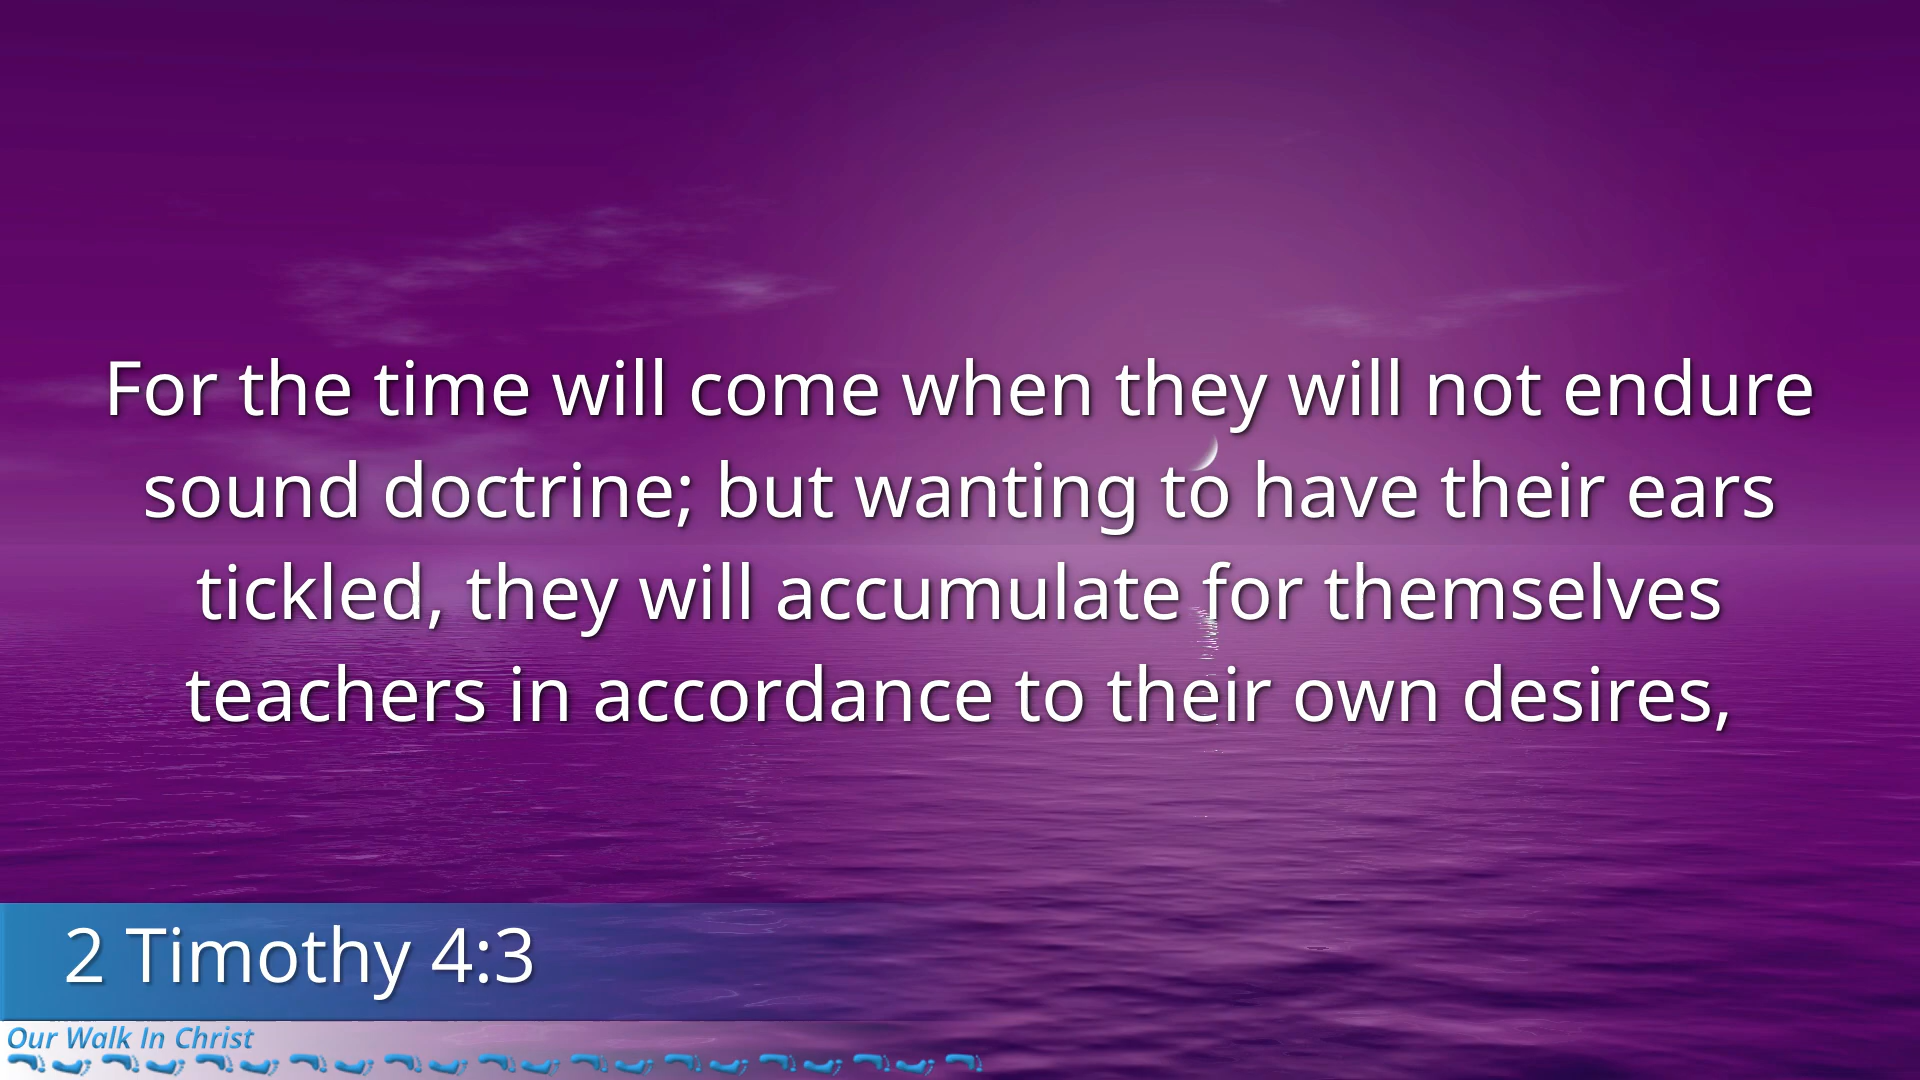 For the time will come when they will not endure
sound doctrine; but wanting to have their ears
tickled, they will accumulate for themselves
teachers in accordance to their own desires,
2 Timothy 4:3
Our Walk In Christ